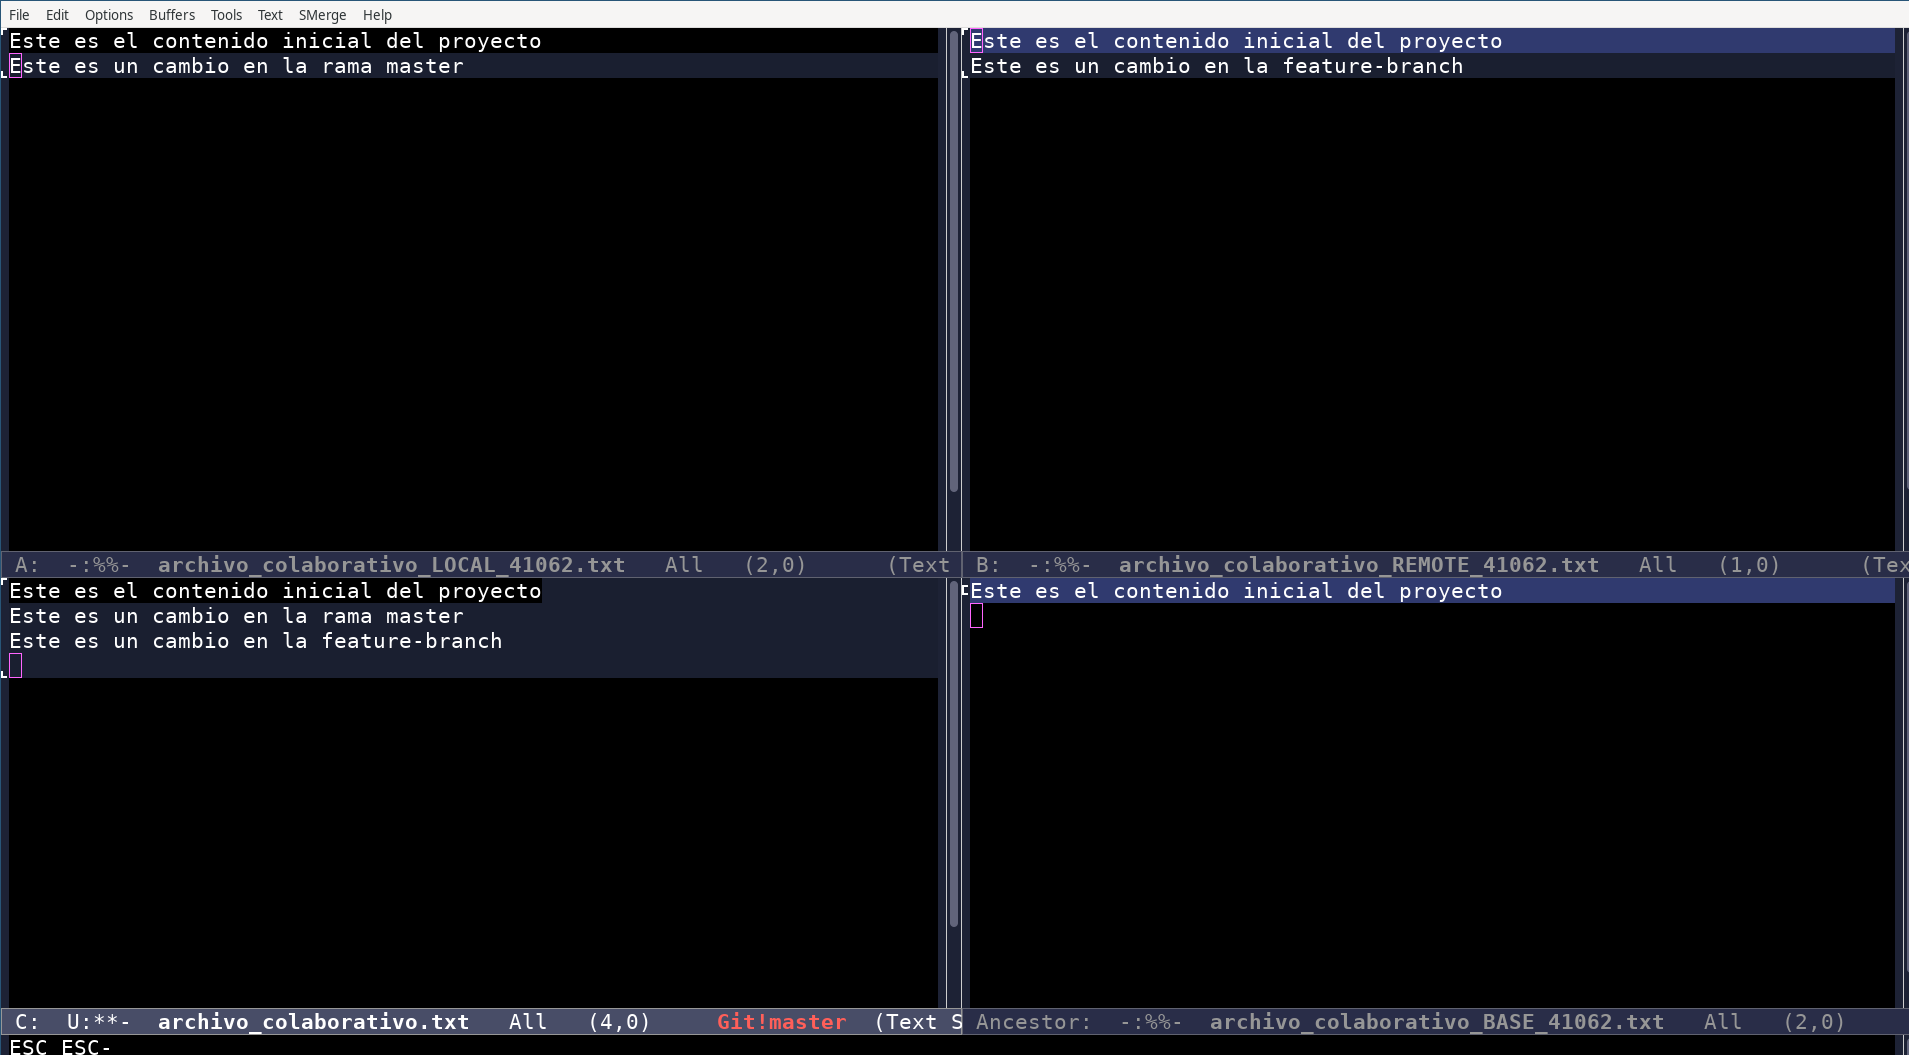 File Edit Options Buffers Tools Text SMerge Help
Este es el contenido inicial del proyecto
Este es un cambio en la rama master
A: -:%%- archivo_colaborativo_LOCAL_41062.txt All (2,0) (Text
Este es el contenido inicial del proyecto
Este es un cambio en la feature-branch
B: -:%%- archivo_colaborativo_REMOTE_41062.txt All (1,0) (Tex
Este es el contenido inicial del proyecto
Este es un cambio en la rama master
Este es un cambio en la feature-branch
C: U:**- archivo_colaborativo.txt All (4,0) Git!master (Text S
Este es el contenido inicial del proyecto
Ancestor: -:%%- archivo_colaborativo_BASE_41062.txt All (2,0)
ESC ESC-